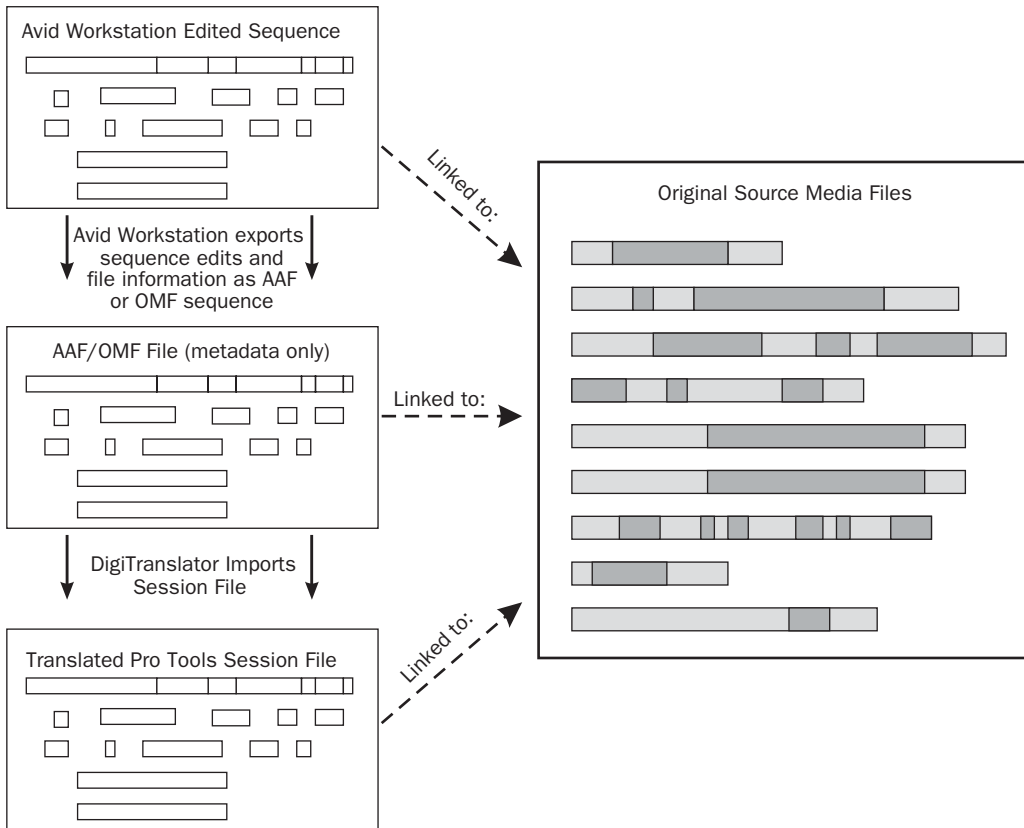 Avid Workstation Edited Sequence
Avid Workstation exports
sequence edits and
file information as AAF
or OMF sequence
AAF/OMF File (metadata only)
DigiTranslator Imports
Session File
Translated Pro Tools Session File
Linked to:
Linked to:
Linked to:
Original Source Media Files